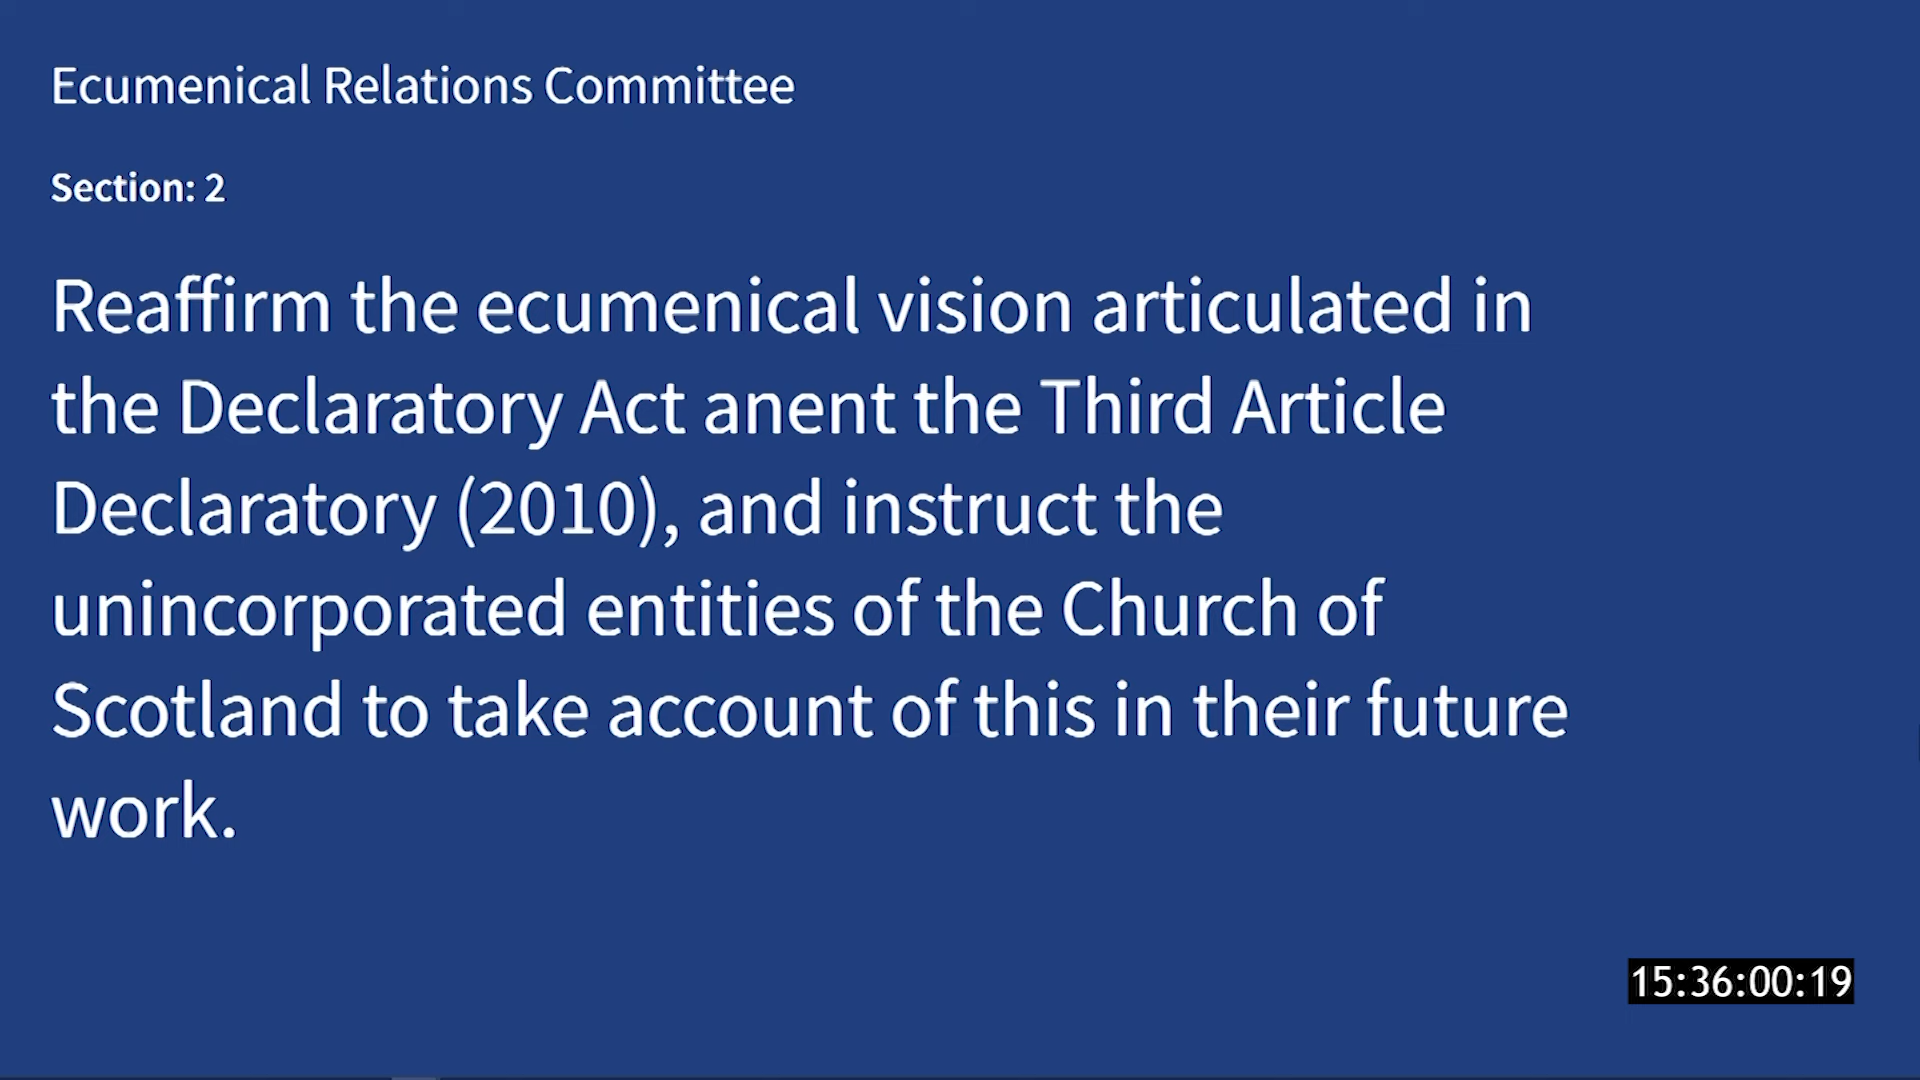 Ecumenical Relations Committee
Section: 2
Reaffirm the ecumenical vision articulated in
the Declaratory Act anent the Third Article
Declaratory (2010), and instruct the
unincorporated entities of the Church of
Scotland to take account of this in their future
work.
15:36:00:19